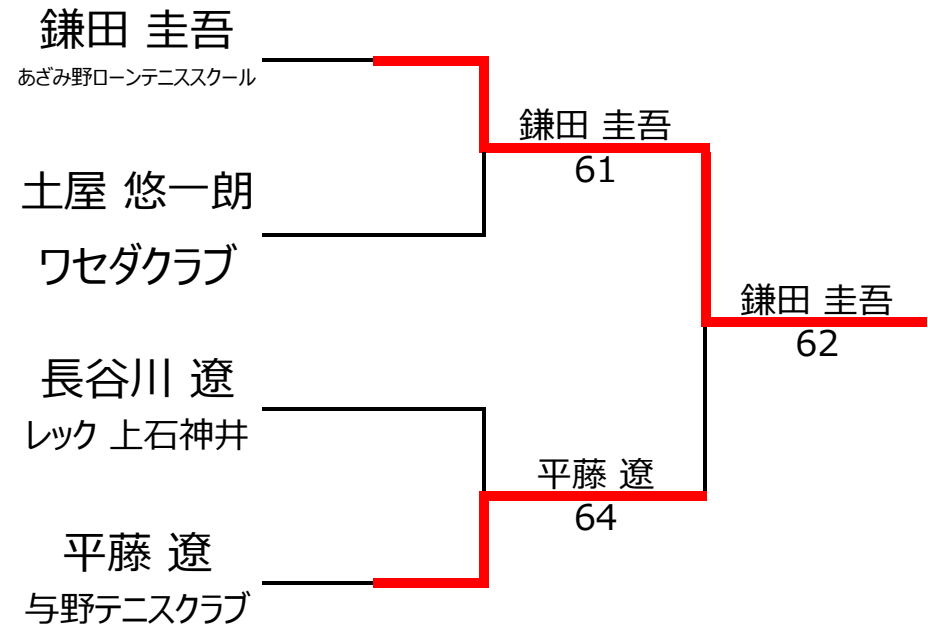 鎌田 圭吾
あざみ野ローンテニススクール
鎌田 圭吾
61
土屋 悠一朗
ワセダクラブ
鎌田 圭吾
62
長谷川 遼
レック 上石神井
平藤 遼
64
平藤 遼
与野テニスクラブ